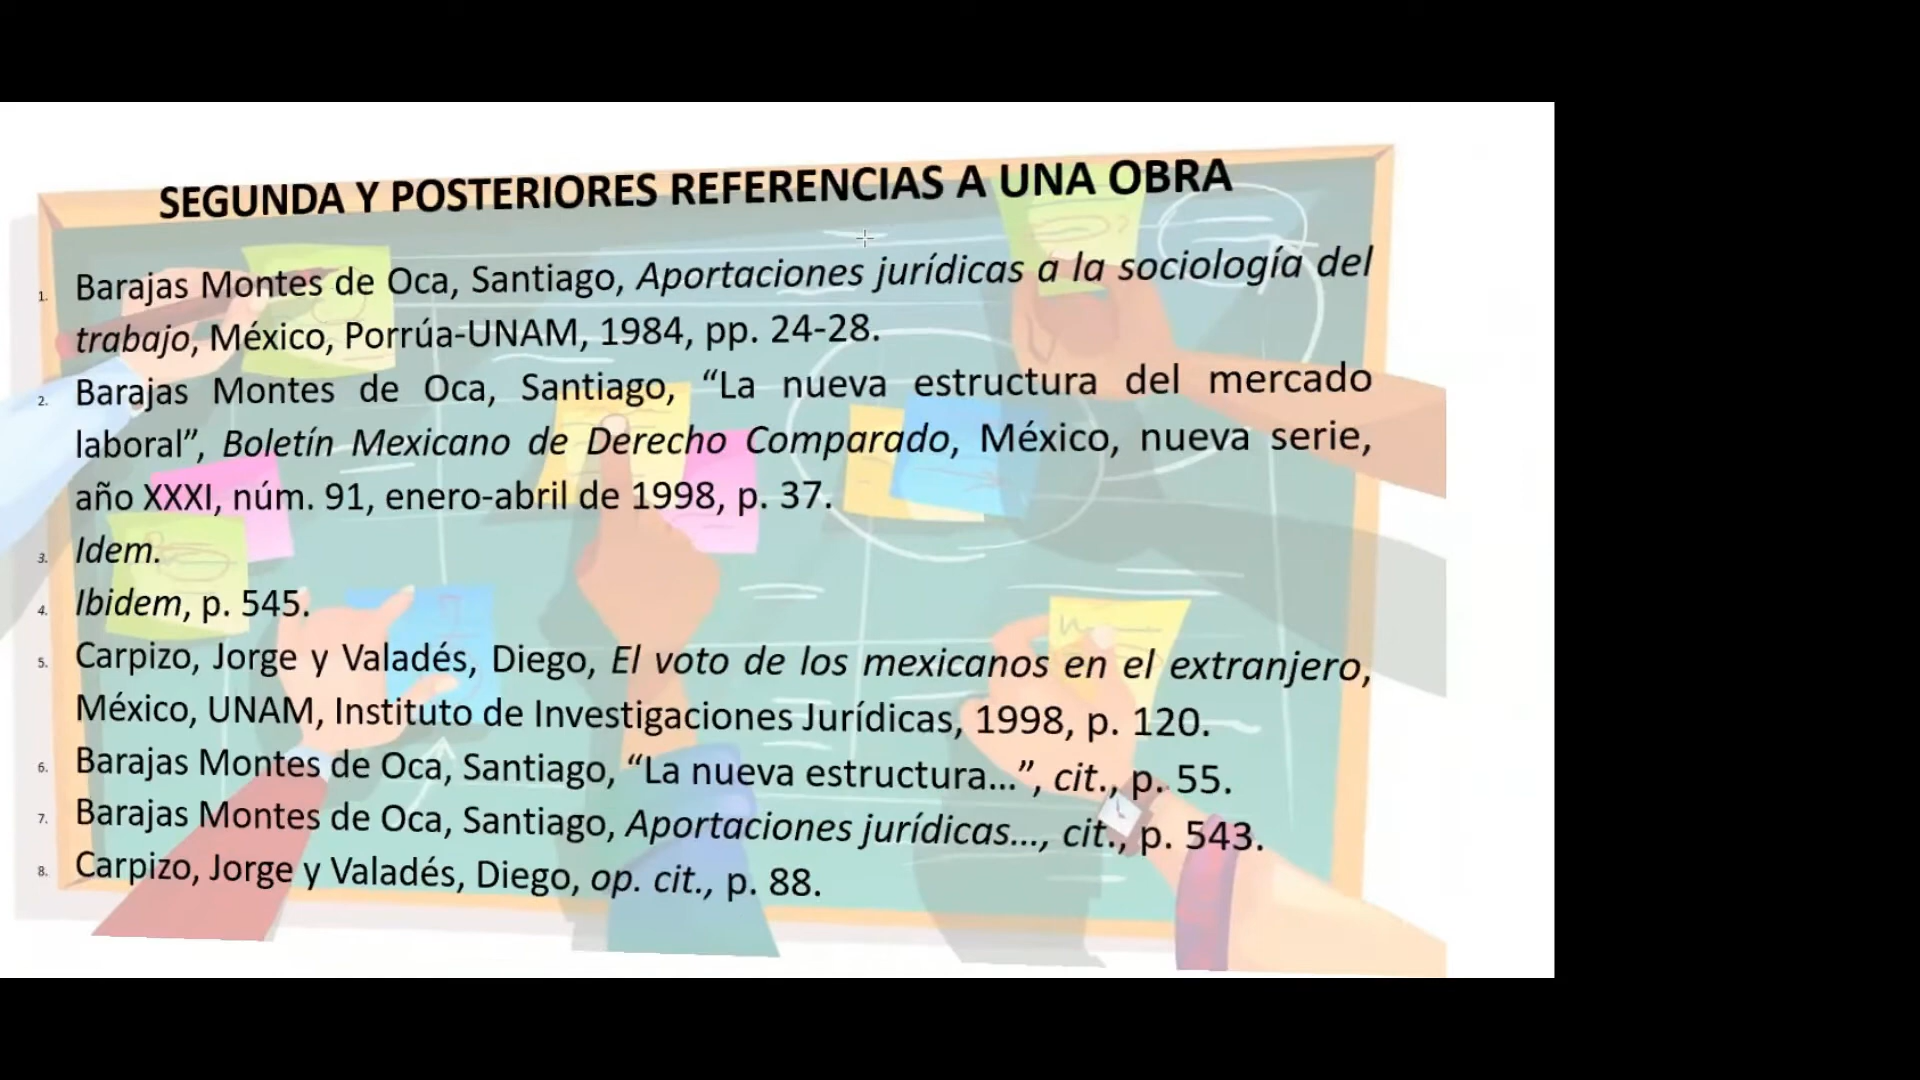 SEGUNDA Y POSTERIORES REFERENCIAS A UNA OBRA
1. Barajas Montes de Oca, Santiago, Aportaciones jurídicas a la sociología del
trabajo, México, Porrúa-UNAM, 1984, pp. 24-28.
2. Barajas Montes de Oca, Santiago, “La nueva estructura del mercado
laboral”, Boletín Mexicano de Derecho Comparado, México, nueva serie,
año XXXI, núm. 91, enero-abril de 1998, p. 37.
3. Idem.
4. Ibidem, p. 545.
5. Carpizo, Jorge y Valadés, Diego, El voto de los mexicanos en el extranjero,
México, UNAM, Instituto de Investigaciones Jurídicas, 1998, p. 120.
6. Barajas Montes de Oca, Santiago, “La nueva estructura...”, cit., p. 55.
7. Barajas Montes de Oca, Santiago, Aportaciones jurídicas..., cit., p. 543.
8. Carpizo, Jorge y Valadés, Diego, op. cit., p. 88.